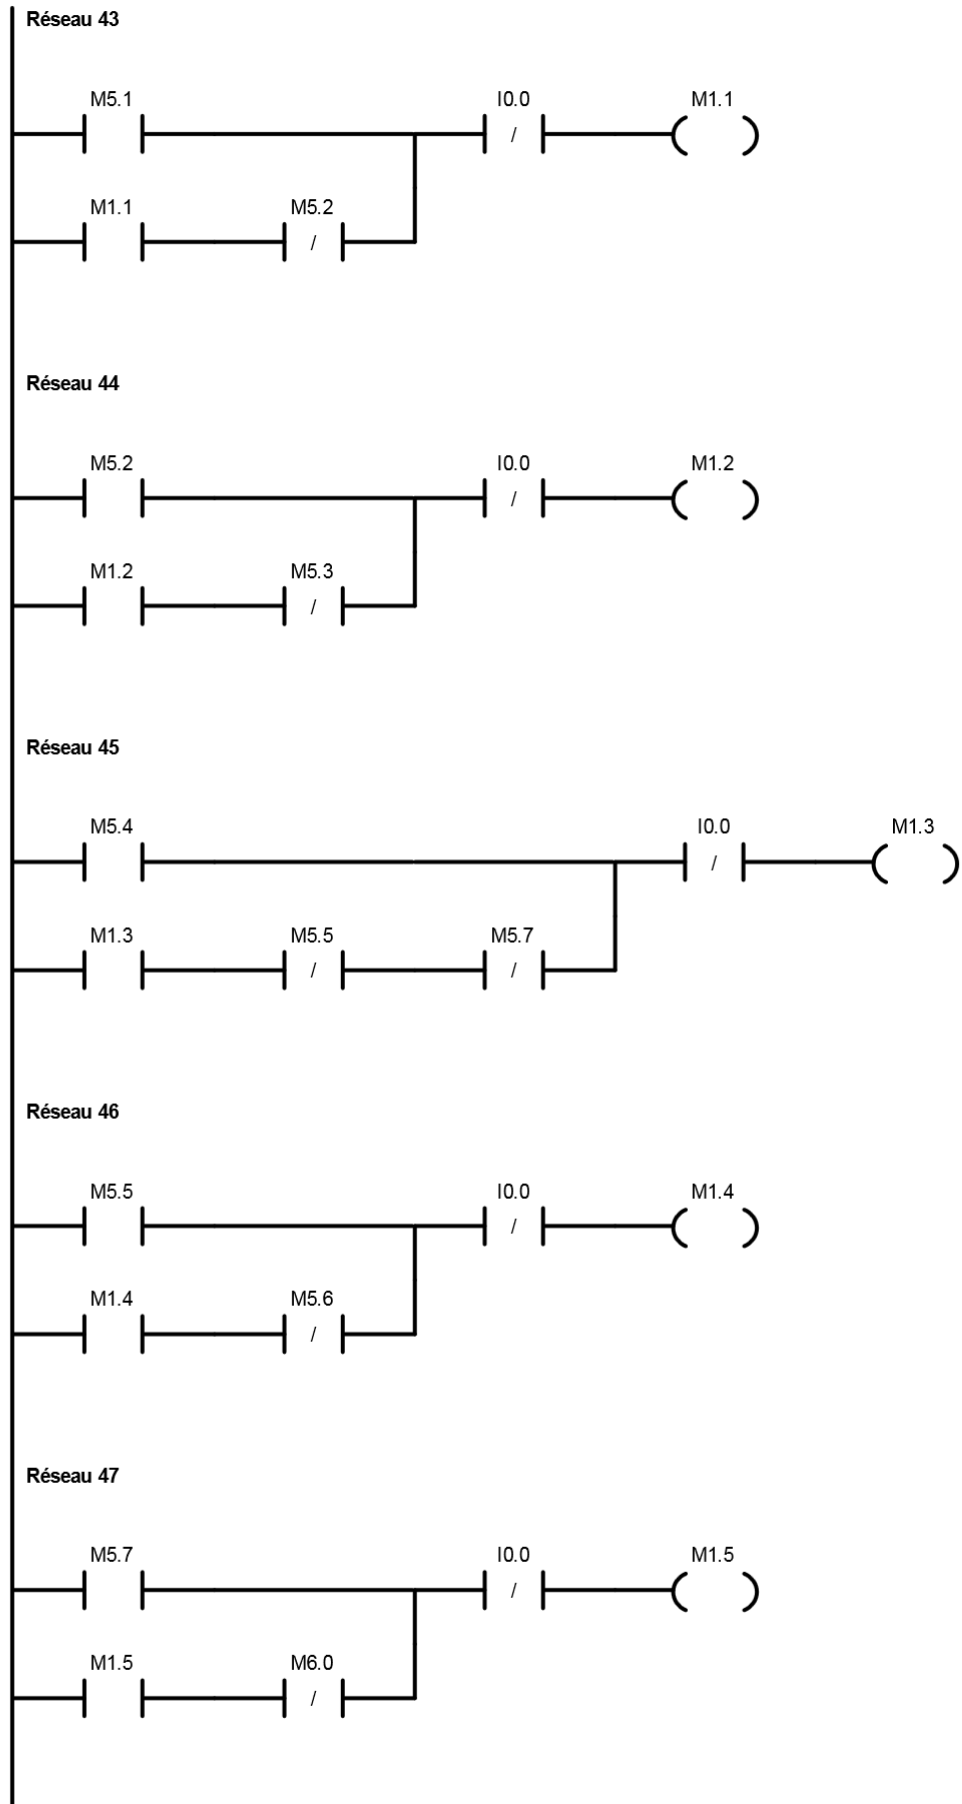 Réseau 43
M5.1 I0.0 M1.1
/
M1.1 M5.2
/
Réseau 44
M5.2 I0.0 M1.2
/
M1.2 M5.3
/
Réseau 45
M5.4 I0.0 M1.3
/
M1.3 M5.5 M5.7
/ /
Réseau 46
M5.5 I0.0 M1.4
/
M1.4 M5.6
/
Réseau 47
M5.7 I0.0 M1.5
/
M1.5 M6.0
/